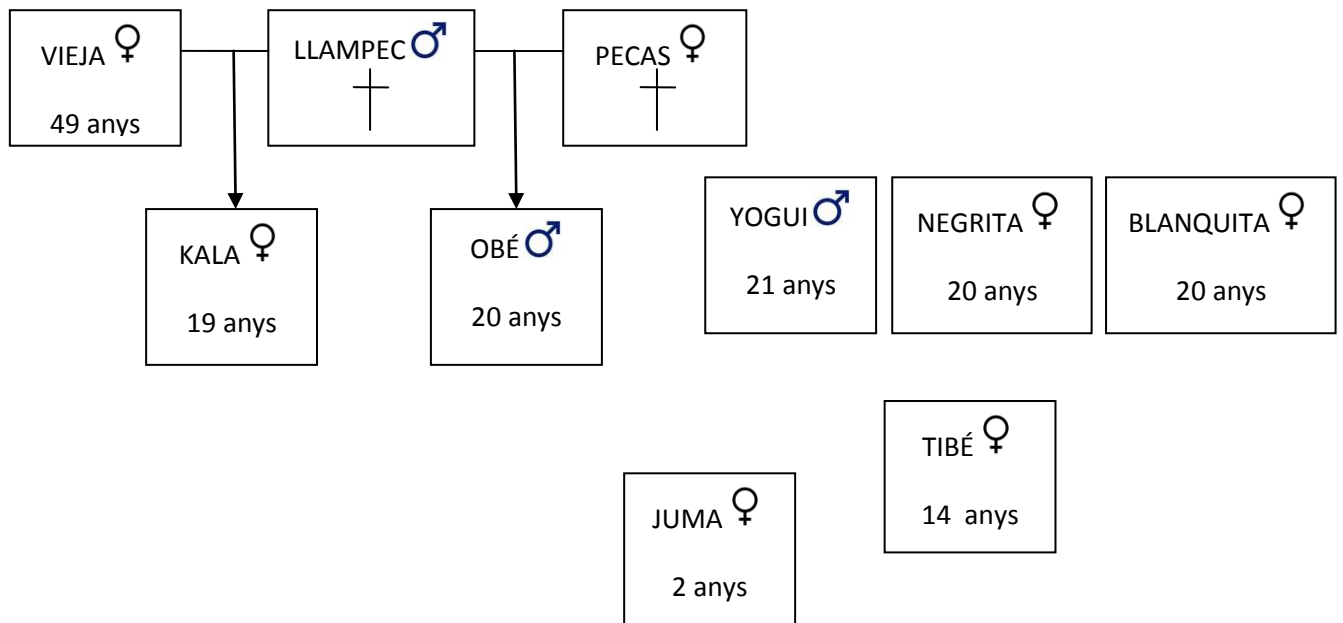 VIEJA ♀
49 anys
LLAMPEC ♂
PECAS ♀
KALA ♀
19 anys
OBÉ ♂
20 anys
YOGUI ♂
21 anys
NEGRITA ♀
20 anys
BLANQUITA ♀
20 anys
TIBÉ ♀
14 anys
JUMA ♀
2 anys